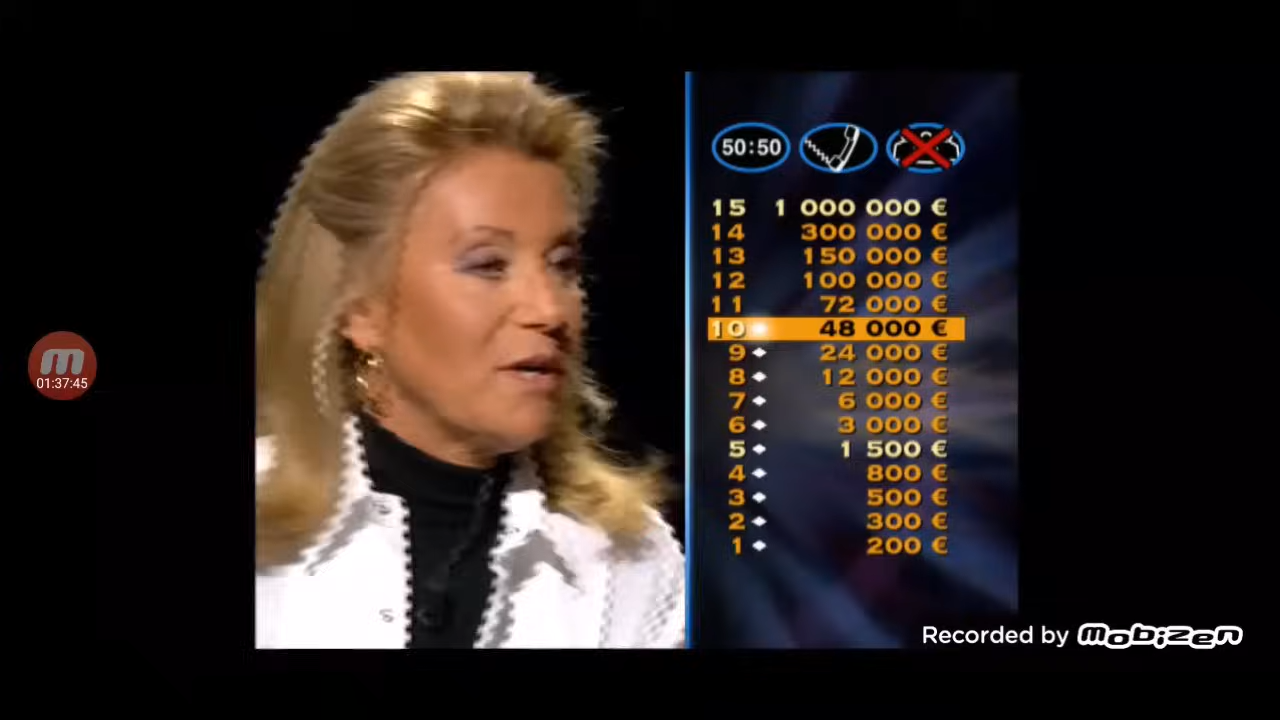 50:50
15 1 000 000 €
14 300 000 €
13 150 000 €
12 100 000 €
11 72 000 €
10 48 000 €
9 24 000 €
8 12 000 €
7 6 000 €
6 3 000 €
5 1 500 €
4 800 €
3 500 €
2 300 €
1 200 €
01:37:45
Recorded by mobizen